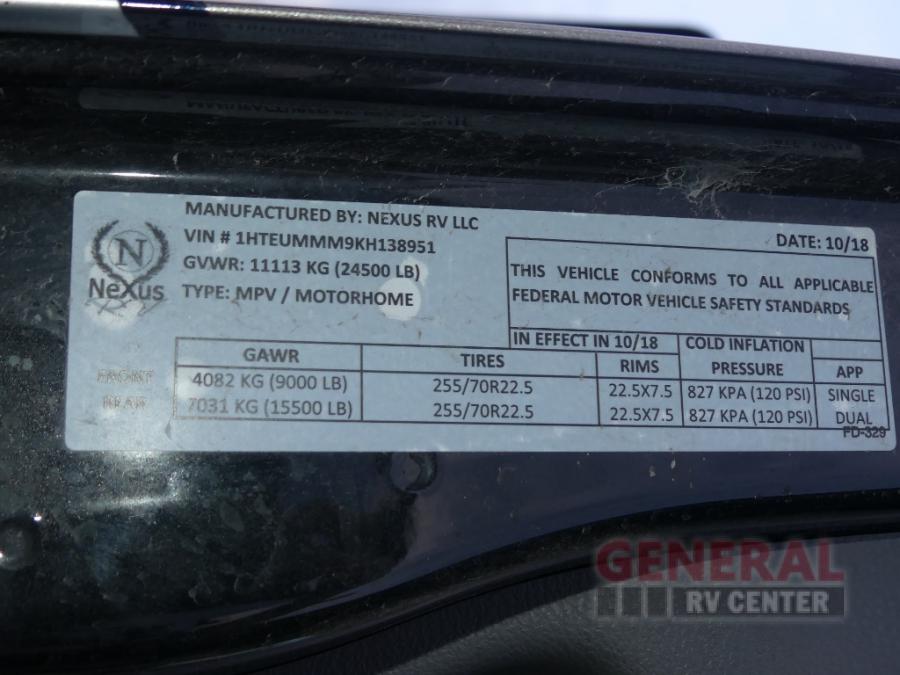 MANUFACTURED BY: NEXUS RV LLC
VIN # 1HTEUMMM9KH138951
GVWR: 11113 KG (24500 LB)
TYPE: MPV / MOTORHOME
N
NeXus
RV
DATE: 10/18
THIS VEHICLE CONFORMS TO ALL APPLICABLE
FEDERAL MOTOR VEHICLE SAFETY STANDARDS
IN EFFECT IN 10/18
GAWR TIRES RIMS COLD INFLATION PRESSURE APP
FRONT 4082 KG (9000 LB) 255/70R22.5 22.5X7.5 827 KPA (120 PSI) SINGLE
REAR 7031 KG (15500 LB) 255/70R22.5 22.5X7.5 827 KPA (120 PSI) DUAL
FD-329
GENERAL
RV CENTER